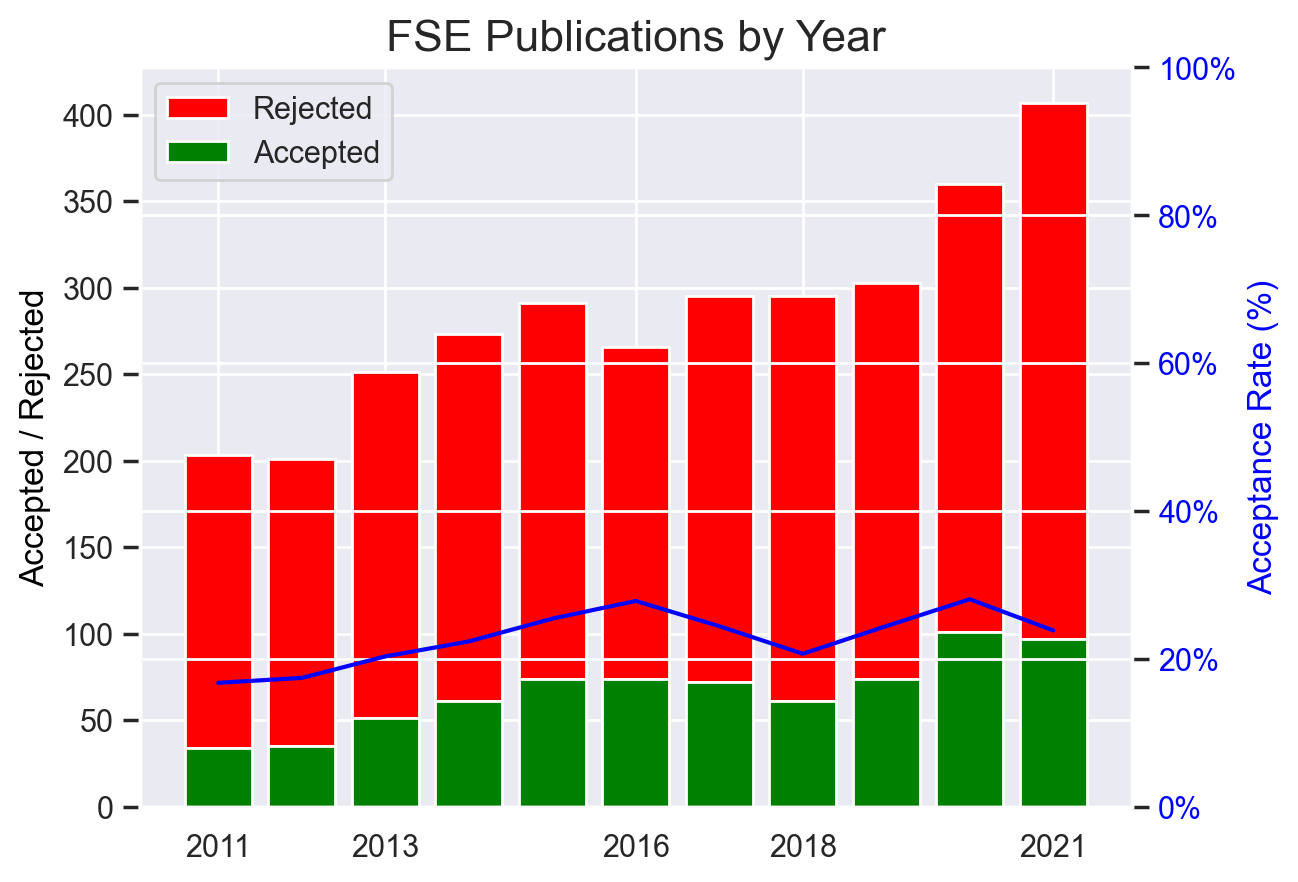 FSE Publications by Year
Rejected
Accepted
Accepted / Rejected
400
350
300
250
200
150
100
50
0
100%
80%
60%
40%
20%
0%
Acceptance Rate (%)
2011 2013 2016 2018 2021